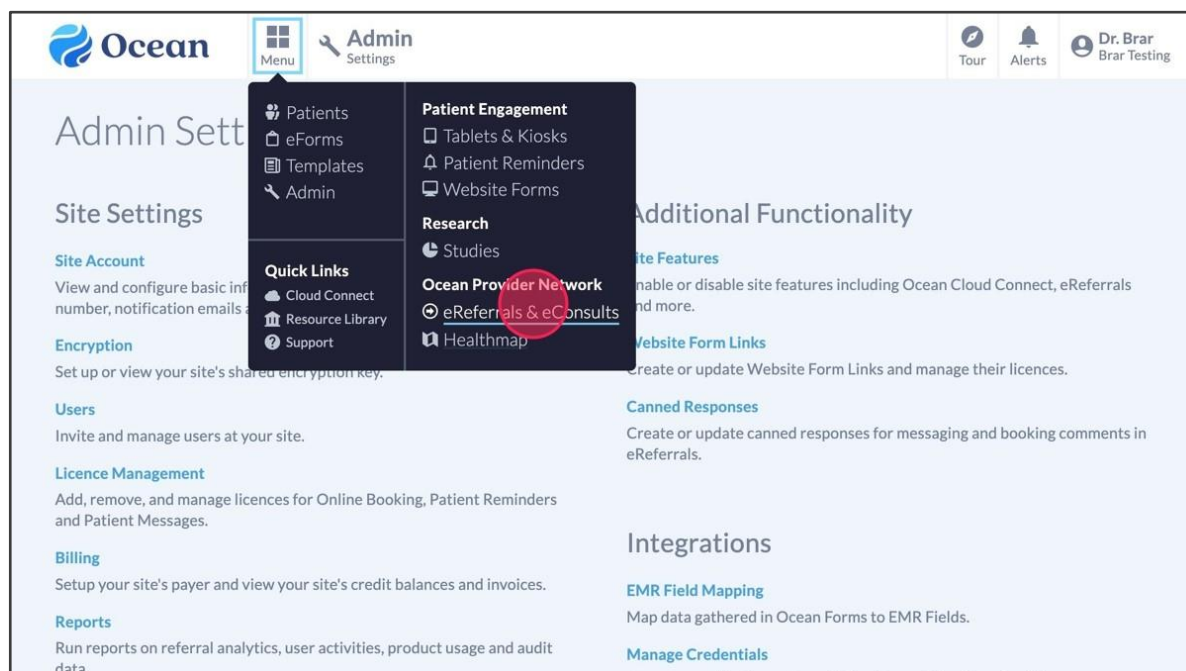 Ocean
Menu
Admin
Settings
Tour
Alerts
Dr. Brar
Brar Testing
Admin Sett
Patients
eForms
Templates
Admin
Quick Links
Cloud Connect
Resource Library
Support
Patient Engagement
Tablets & Kiosks
Patient Reminders
Website Forms
Research
Studies
Ocean Provider Network
eReferrals & eConsults
Healthmap
Site Settings
Site Account
View and configure basic inf
number, notification emails
Encryption
Set up or view your site's shared encryption key.
Users
Invite and manage users at your site.
Licence Management
Add, remove, and manage licences for Online Booking, Patient Reminders
and Patient Messages.
Billing
Setup your site's payer and view your site's credit balances and invoices.
Reports
Run reports on referral analytics, user activities, product usage and audit
data.
Additional Functionality
Site Features
Enable or disable site features including Ocean Cloud Connect, eReferrals
and more.
Website Form Links
Create or update Website Form Links and manage their licences.
Canned Responses
Create or update canned responses for messaging and booking comments in
eReferrals.
Integrations
EMR Field Mapping
Map data gathered in Ocean Forms to EMR Fields.
Manage Credentials